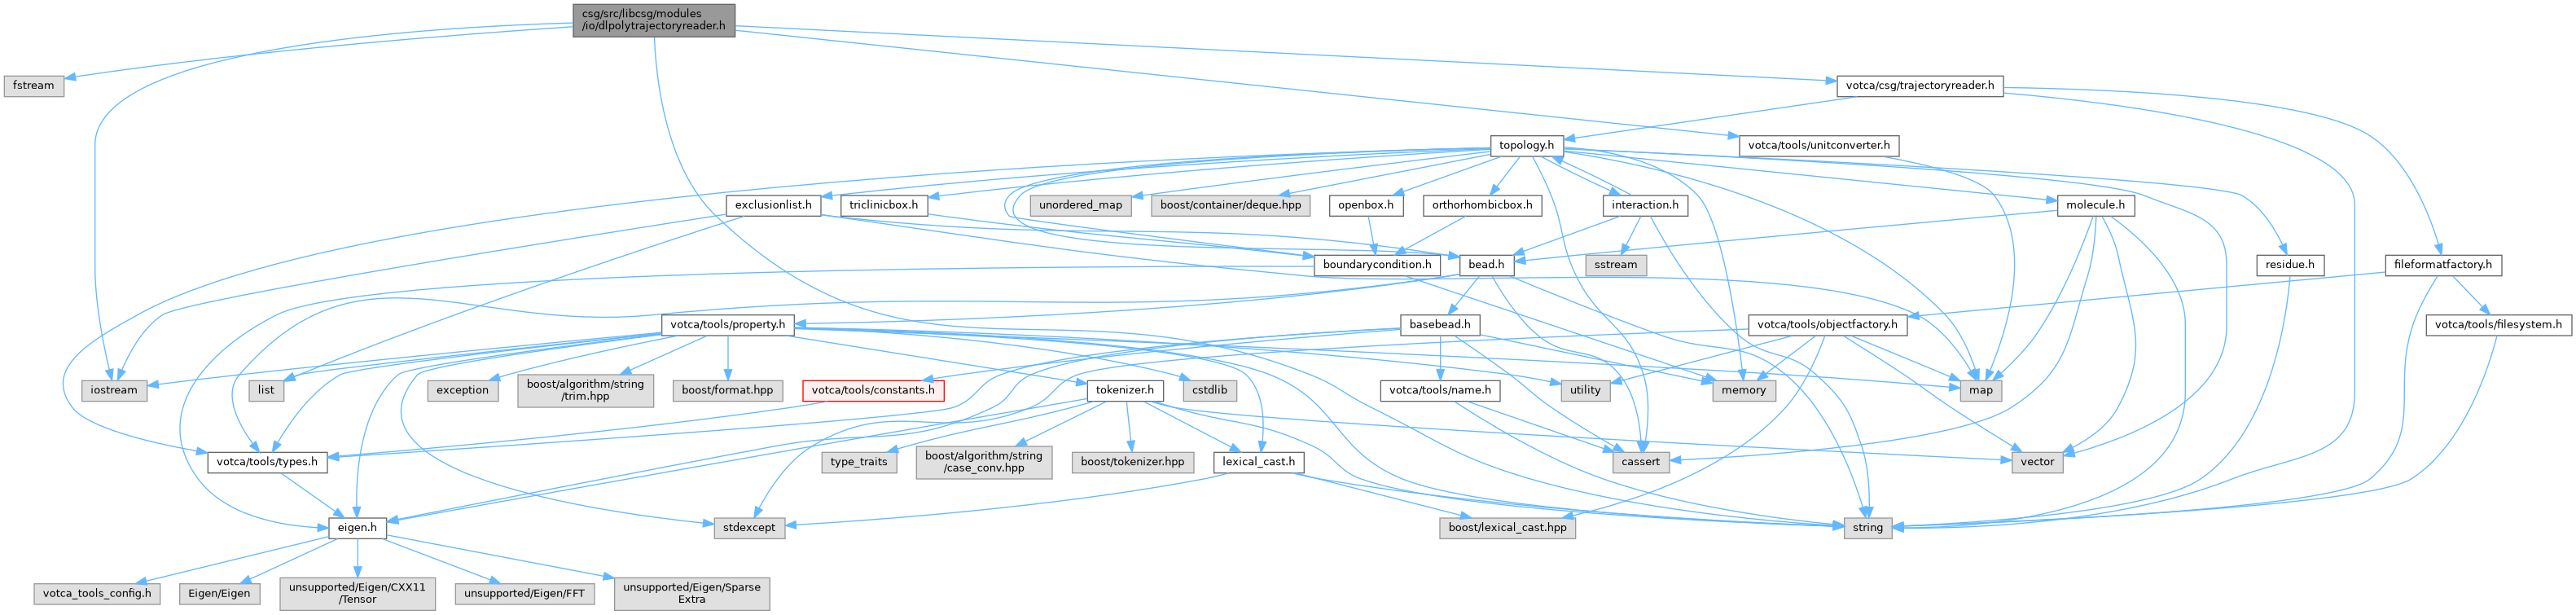 csg/src/libcsg/modules
/io/dlpolytrajectoryreader.h
fstream
votca/csg/trajectoryreader.h
topology.h
votca/tools/unitconverter.h
exclusionlist.h
triclinicbox.h
unordered_map
boost/container/deque.hpp
openbox.h
orthorhombicbox.h
interaction.h
molecule.h
boundarycondition.h
bead.h
sstream
residue.h
fileformatfactory.h
votca/tools/property.h
basebead.h
votca/tools/objectfactory.h
votca/tools/filesystem.h
iostream
list
exception
boost/algorithm/string
/trim.hpp
boost/format.hpp
votca/tools/constants.h
tokenizer.h
cstdlib
votca/tools/name.h
utility
memory
map
votca/tools/types.h
type_traits
boost/algorithm/string
/case_conv.hpp
boost/tokenizer.hpp
lexical_cast.h
cassert
vector
eigen.h
stdexcept
boost/lexical_cast.hpp
string
votca_tools_config.h
Eigen/Eigen
unsupported/Eigen/CXX11
/Tensor
unsupported/Eigen/FFT
unsupported/Eigen/Sparse
Extra